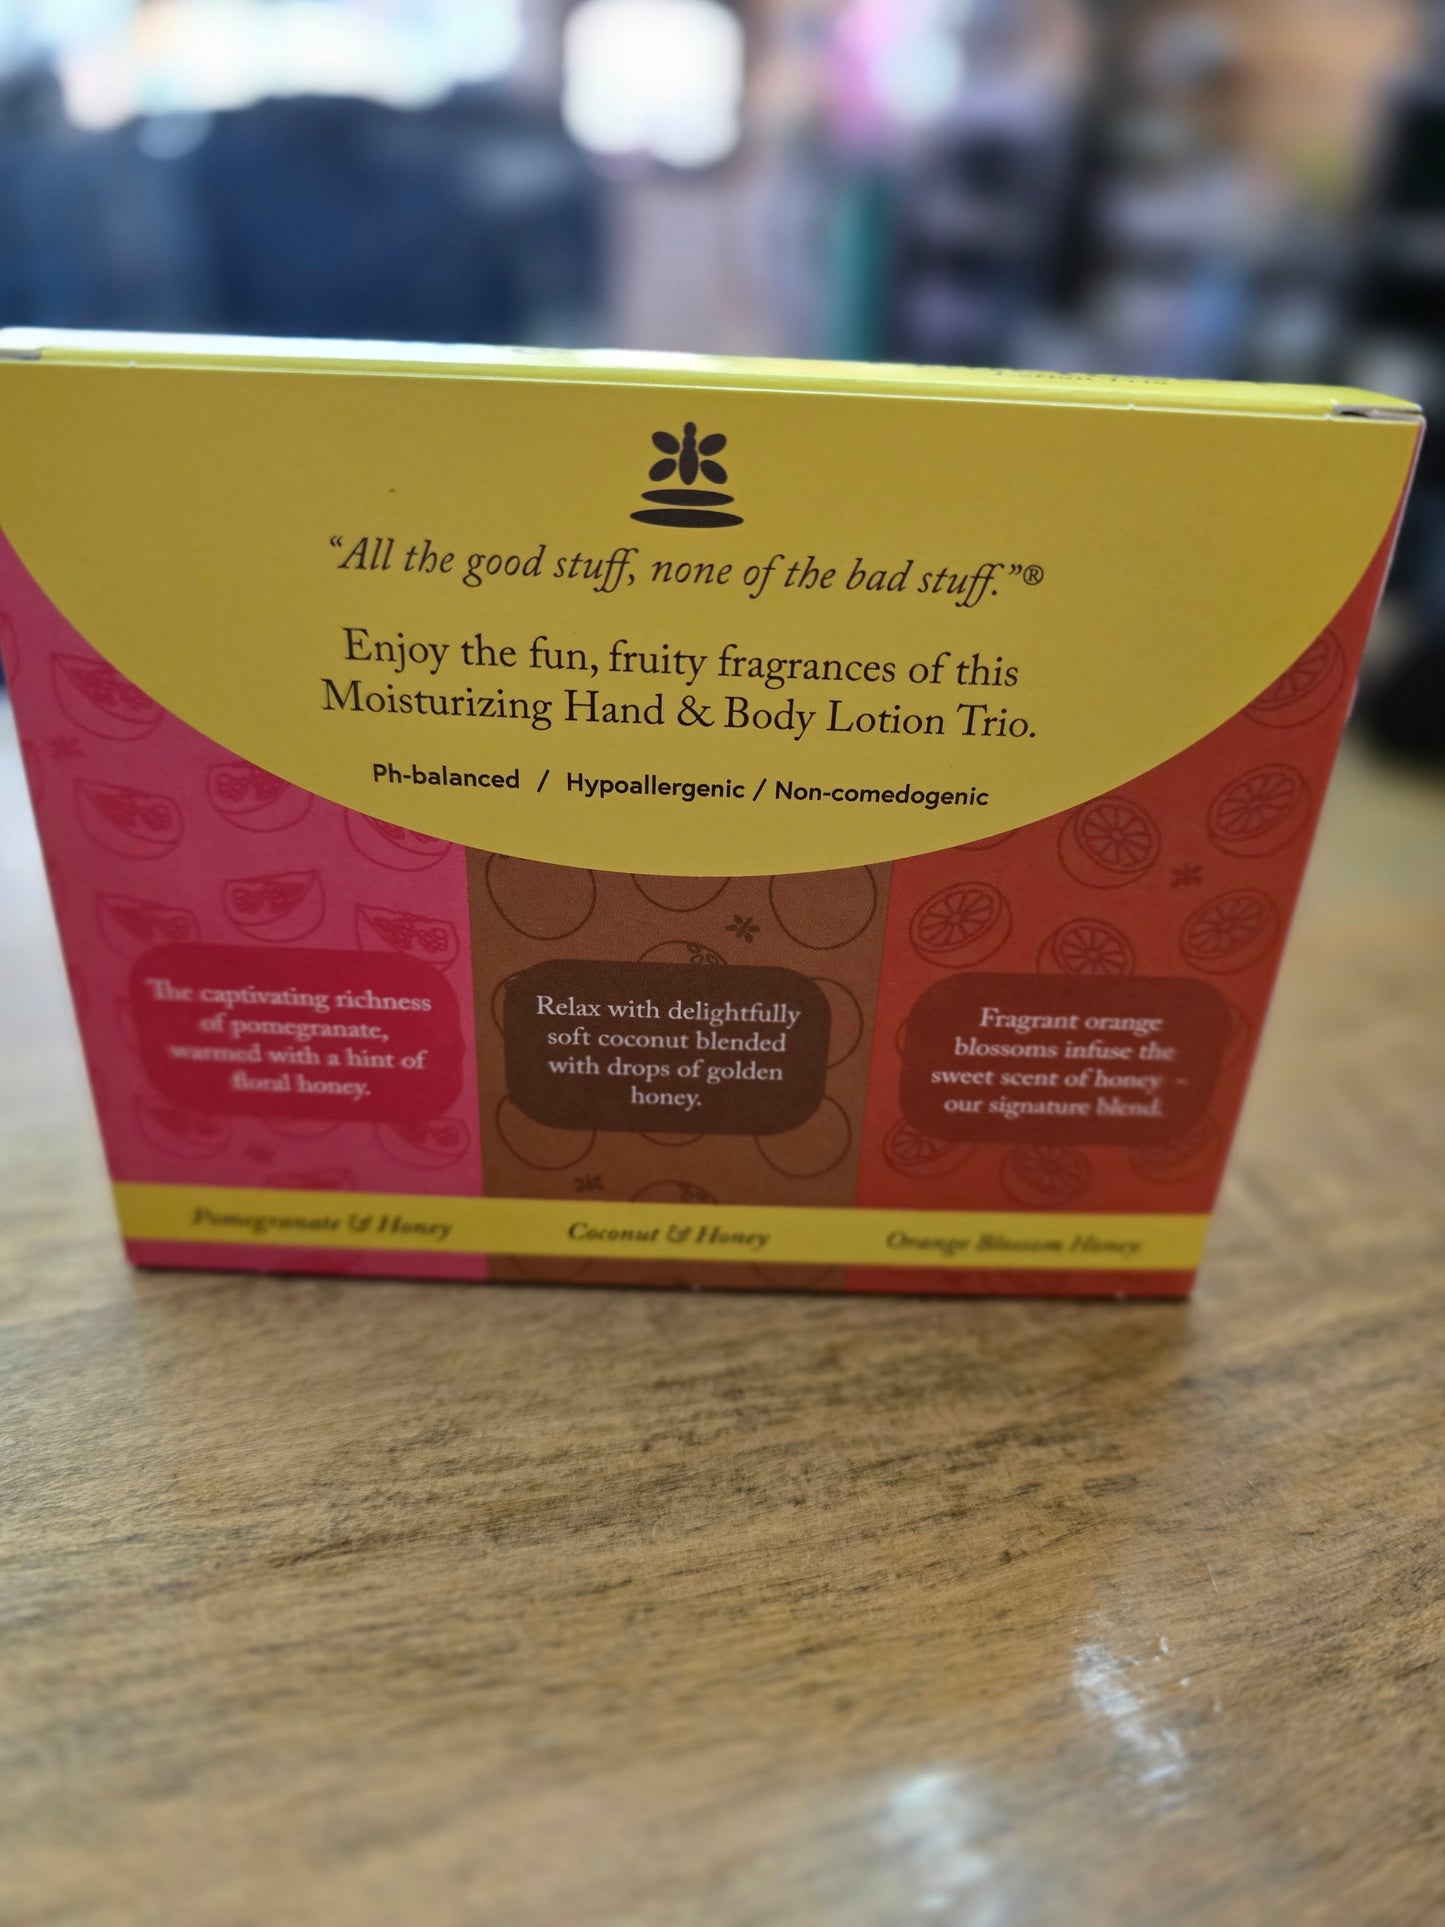 “All the good stuff, none of the bad stuff.”®
Enjoy the fun, fruity fragrances of this
Moisturizing Hand & Body Lotion Trio.
Ph-balanced / Hypoallergenic / Non-comedogenic
The captivating richness
of pomegranate,
warmed with a hint of
floral honey.
Relax with delightfully
soft coconut blended
with drops of golden
honey.
Fragrant orange
blossoms infuse the
sweet scent of honey -
our signature blend.
Pomegranate & Honey
Coconut & Honey
Orange Blossom Honey